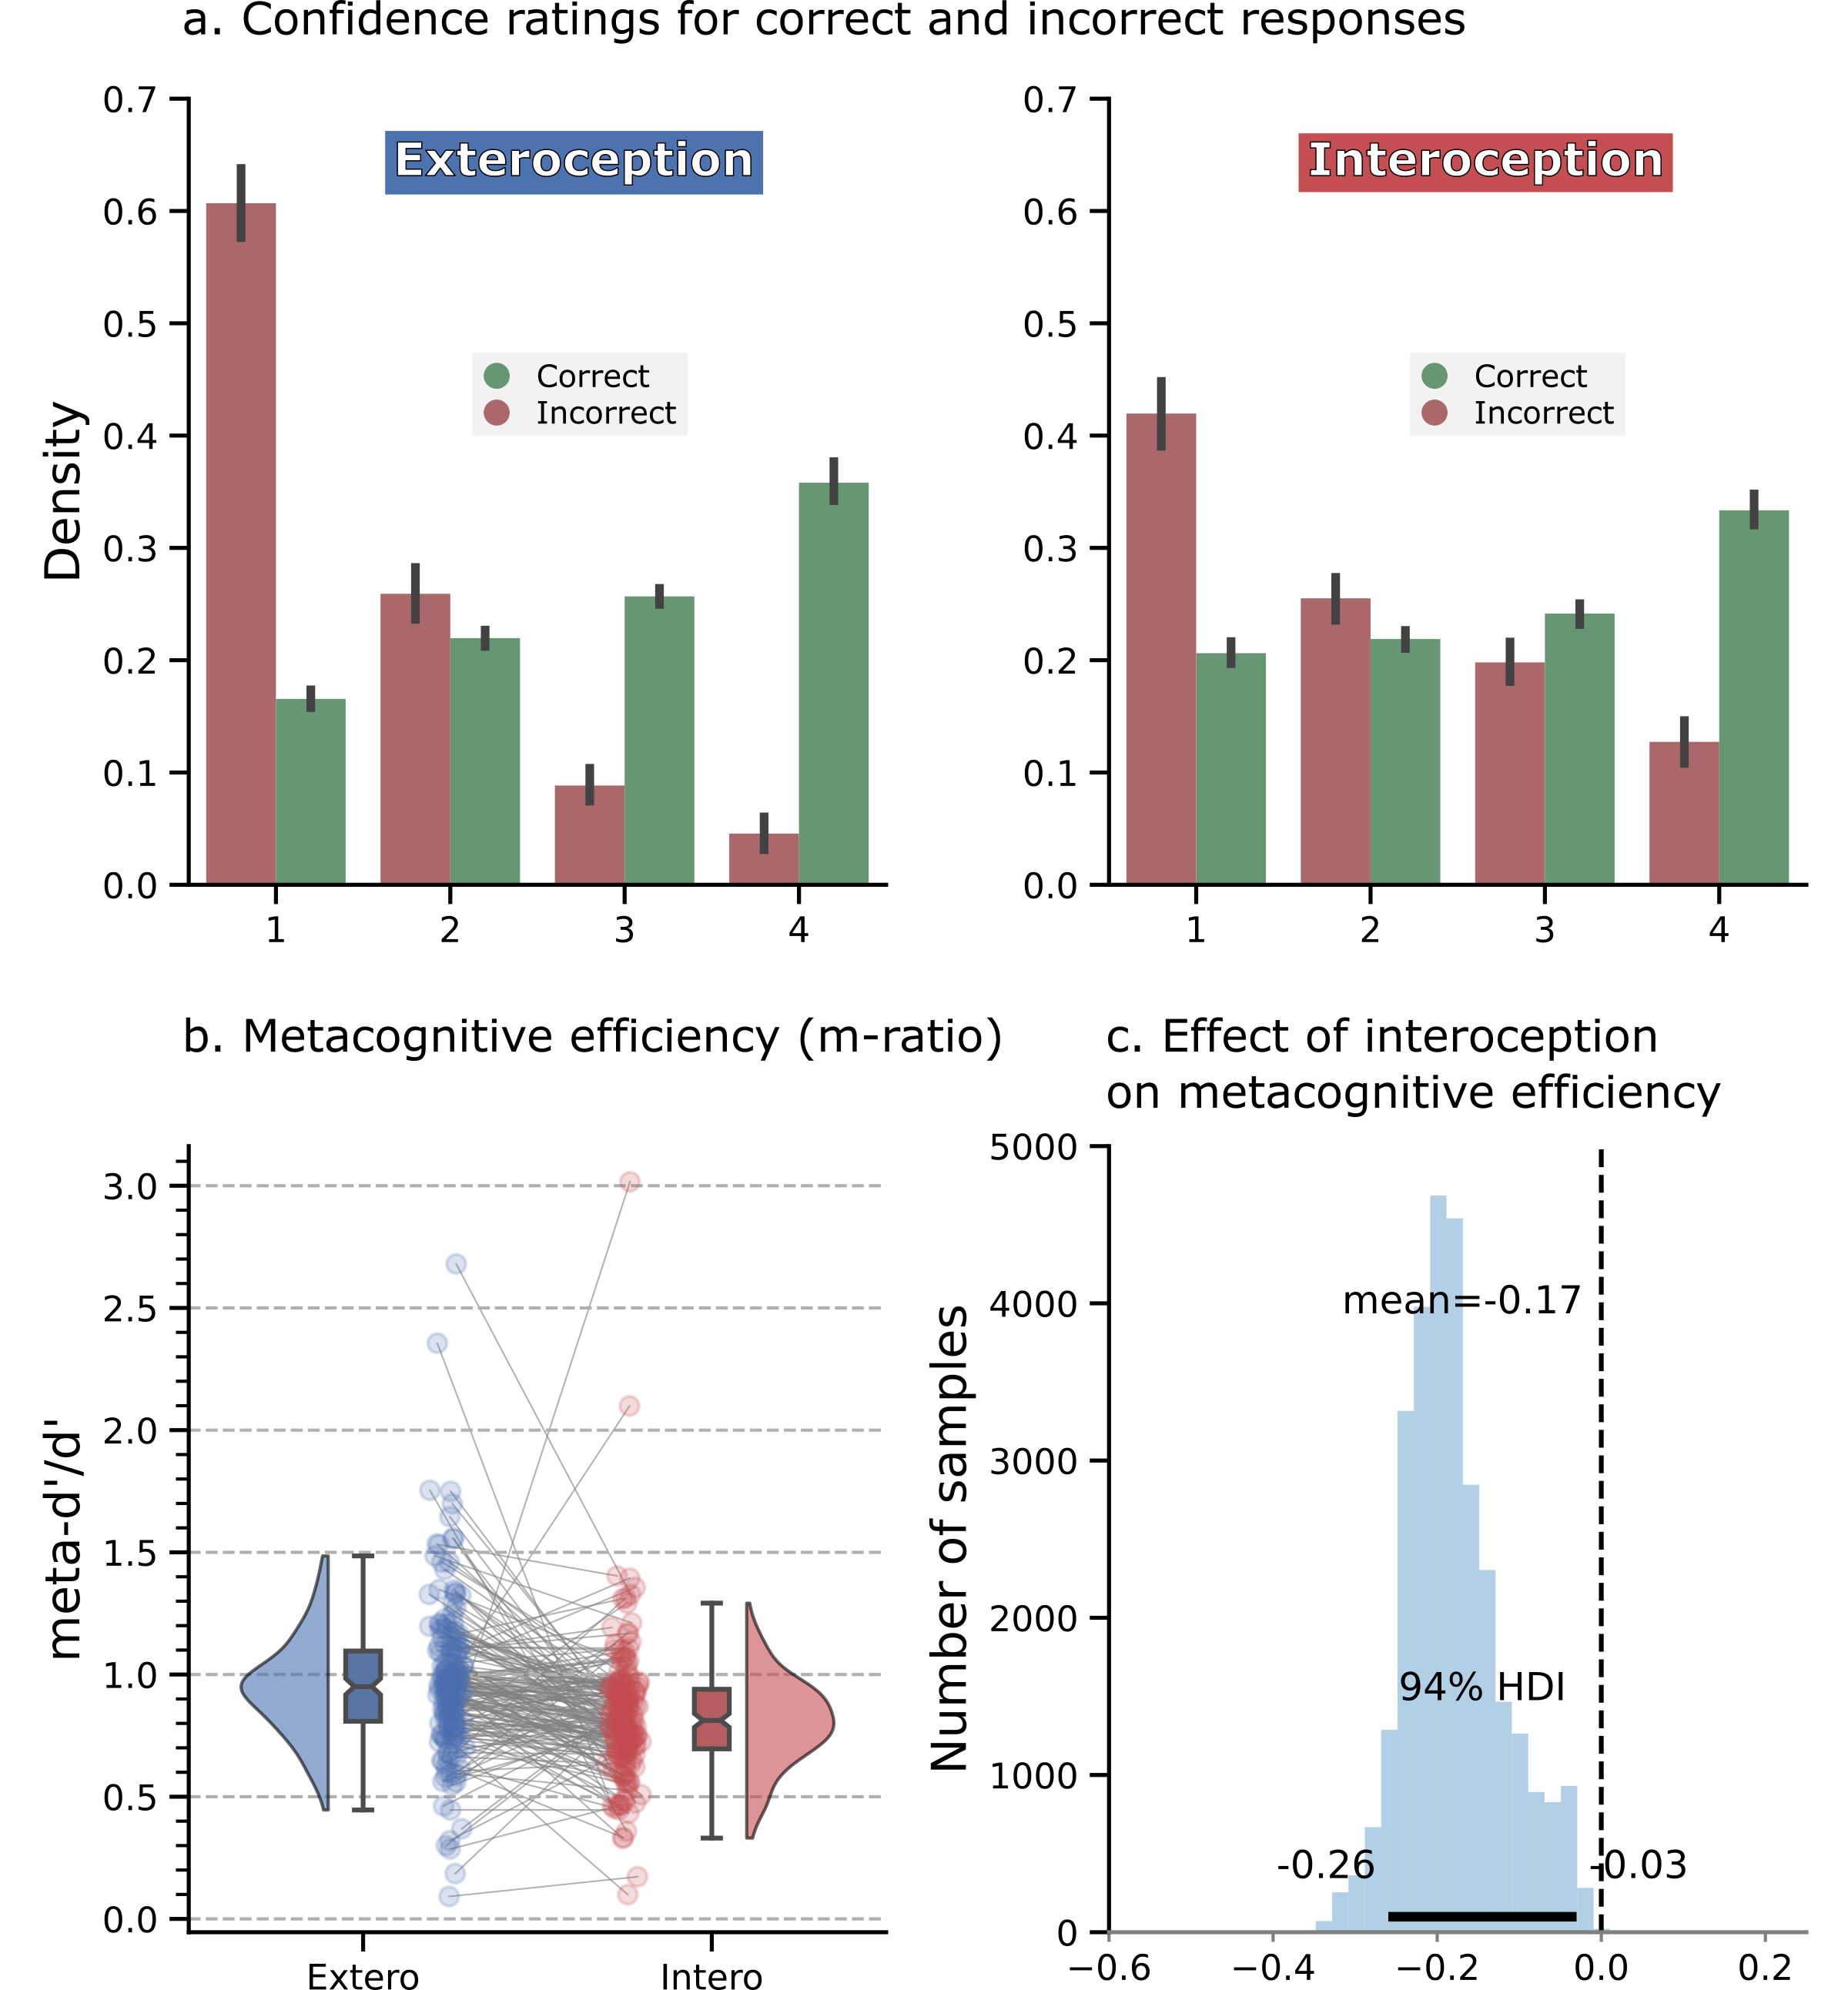 a. Confidence ratings for correct and incorrect responses
0.7
0.6
0.5
0.4
0.3
0.2
0.1
0.0
Density
Exteroception
Correct
Incorrect
1 2 3 4
0.7
0.6
0.5
0.4
0.3
0.2
0.1
0.0
Interoception
Correct
Incorrect
1 2 3 4
b. Metacognitive efficiency (m-ratio)
3.0
2.5
2.0
1.5
1.0
0.5
0.0
meta-d'/d'
Extero Intero
c. Effect of interoception
on metacognitive efficiency
5000
4000
3000
2000
1000
0
Number of samples
mean=-0.17
94% HDI
-0.26 -0.03
−0.6 −0.4 −0.2 0.0 0.2